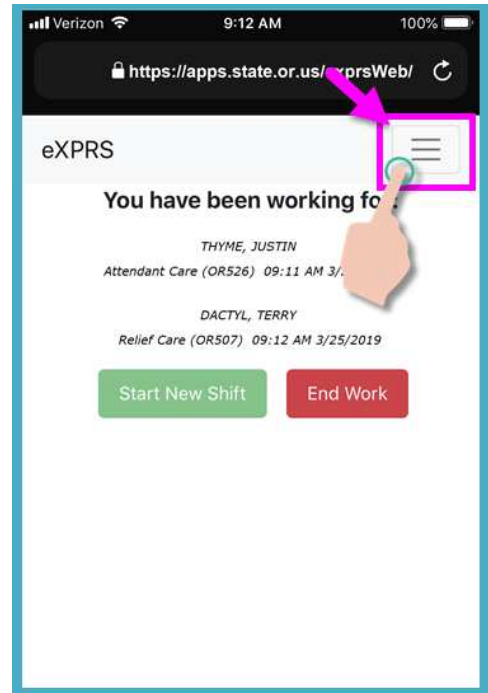 Verizon 9:12 AM 100%
https://apps.state.or.us/exprsWeb/
eXPRS
You have been working for:
THYME, JUSTIN
Attendant Care (OR526) 09:11 AM 3/
DACTYL, TERRY
Relief Care (OR507) 09:12 AM 3/25/2019
Start New Shift End Work